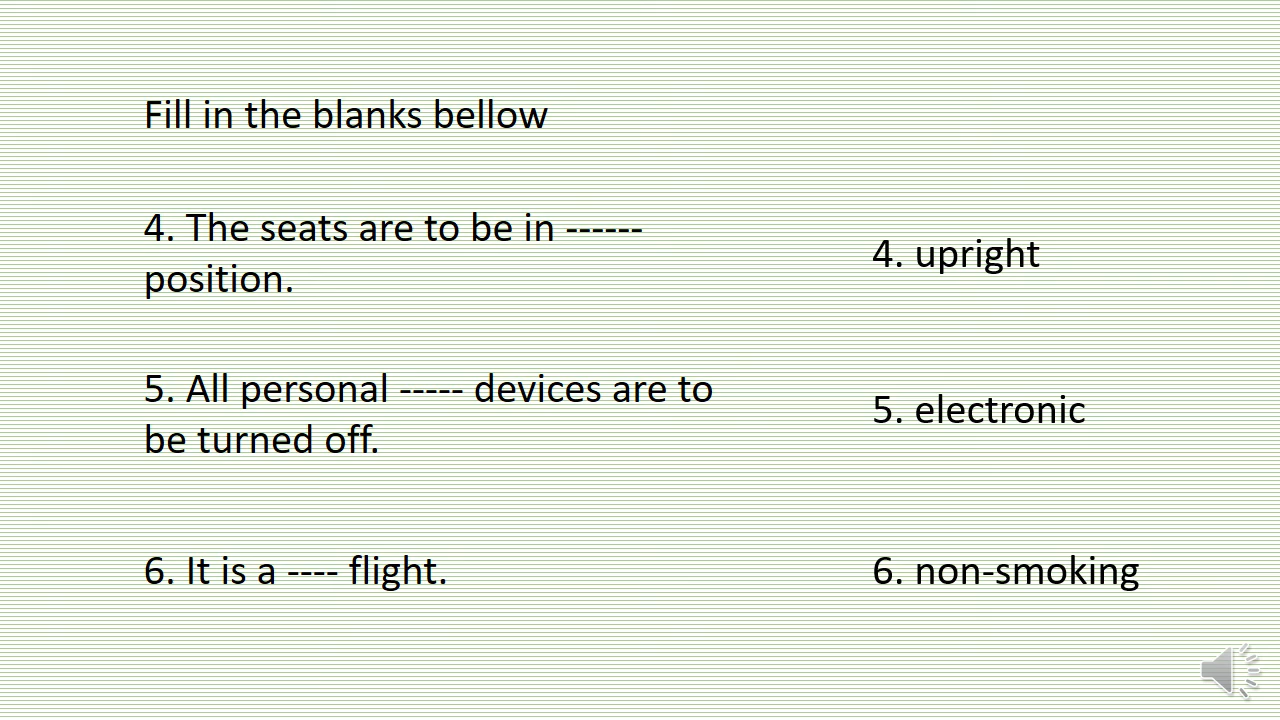 Fill in the blanks bellow
4. The seats are to be in ------
position.
4. upright
5. All personal ----- devices are to
be turned off.
5. electronic
6. It is a ---- flight.
6. non-smoking